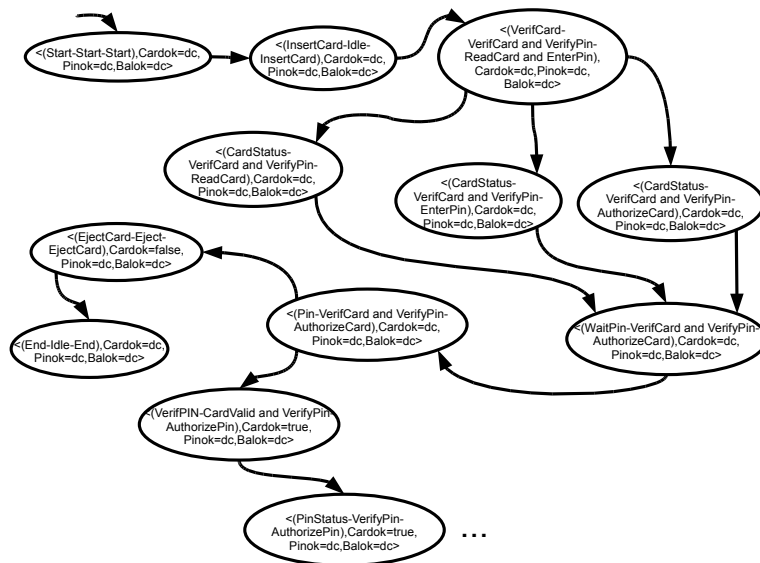 <(Start-Start-Start),Cardok=dc,
Pinok=dc,Balok=dc>
<(InsertCard-Idle-
InsertCard),Cardok=dc,
Pinok=dc,Balok=dc>
<(VerifCard-
VerifCard and VerifyPin-
ReadCard and EnterPin),
Cardok=dc,Pinok=dc,
Balok=dc>
<(CardStatus-
VerifCard and VerifyPin-
ReadCard),Cardok=dc,
Pinok=dc,Balok=dc>
<(CardStatus-
VerifCard and VerifyPin-
EnterPin),Cardok=dc,
Pinok=dc,Balok=dc>
<(CardStatus-
VerifCard and VerifyPin-
AuthorizeCard),Cardok=dc,
Pinok=dc,Balok=dc>
<(EjectCard-Eject-
EjectCard),Cardok=false,
Pinok=dc,Balok=dc>
<(End-Idle-End),Cardok=dc,
Pinok=dc,Balok=dc>
<(Pin-VerifCard and VerifyPin-
AuthorizeCard),Cardok=dc,
Pinok=dc,Balok=dc>
<(WaitPin-VerifCard and VerifyPin-
AuthorizeCard),Cardok=dc,
Pinok=dc,Balok=dc>
<(VerifPIN-CardValid and VerifyPin-
AuthorizePin),Cardok=true,
Pinok=dc,Balok=dc>
<(PinStatus-VerifyPin-
AuthorizePin),Cardok=true,
Pinok=dc,Balok=dc>
...